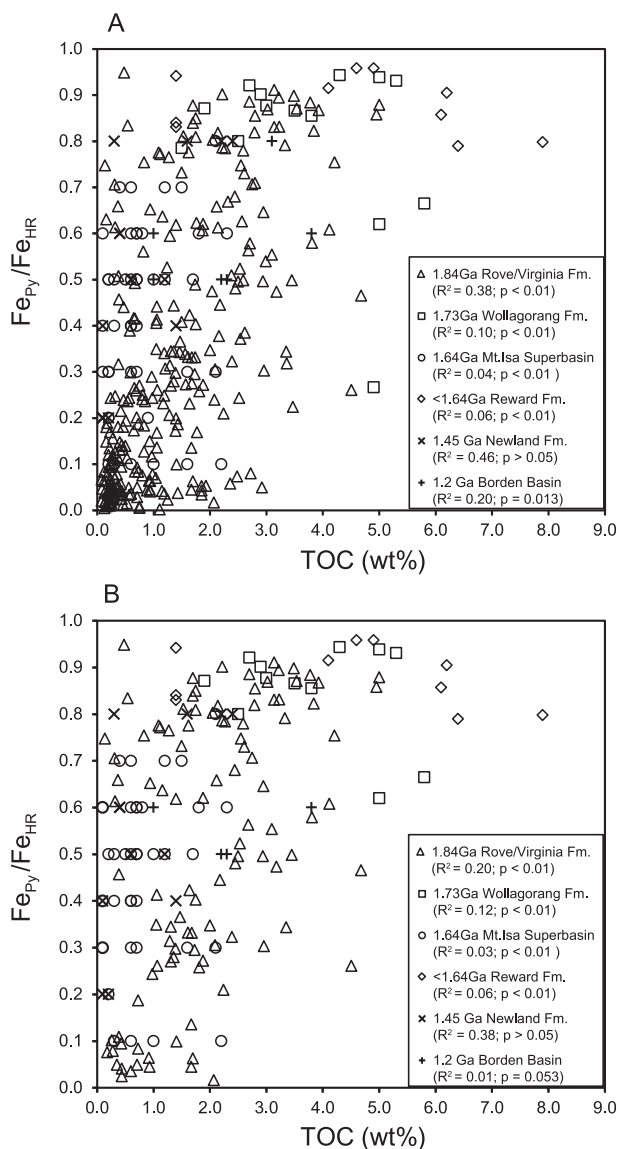 A
1.0
0.9
0.8
0.7
0.6
0.5
0.4
0.3
0.2
0.1
0.0
FePy/FeHR
0.0 1.0 2.0 3.0 4.0 5.0 6.0 7.0 8.0 9.0
TOC (wt%)
1.84Ga Rove/Virginia Fm.
(R² = 0.38; p < 0.01)
1.73Ga Wollagorang Fm.
(R² = 0.10; p < 0.01)
1.64Ga Mt.Isa Superbasin
(R² = 0.04; p < 0.01 )
<1.64Ga Reward Fm.
(R² = 0.06; p < 0.01)
1.45 Ga Newland Fm.
(R² = 0.46; p > 0.05)
1.2 Ga Borden Basin
(R² = 0.20; p = 0.013)
B
1.0
0.9
0.8
0.7
0.6
0.5
0.4
0.3
0.2
0.1
0.0
FePy/FeHR
0.0 1.0 2.0 3.0 4.0 5.0 6.0 7.0 8.0 9.0
TOC (wt%)
1.84Ga Rove/Virginia Fm.
(R² = 0.20; p < 0.01)
1.73Ga Wollagorang Fm.
(R² = 0.12; p < 0.01)
1.64Ga Mt.Isa Superbasin
(R² = 0.03; p < 0.01 )
<1.64Ga Reward Fm.
(R² = 0.06; p < 0.01)
1.45 Ga Newland Fm.
(R² = 0.38; p > 0.05)
1.2 Ga Borden Basin
(R² = 0.01; p = 0.053)